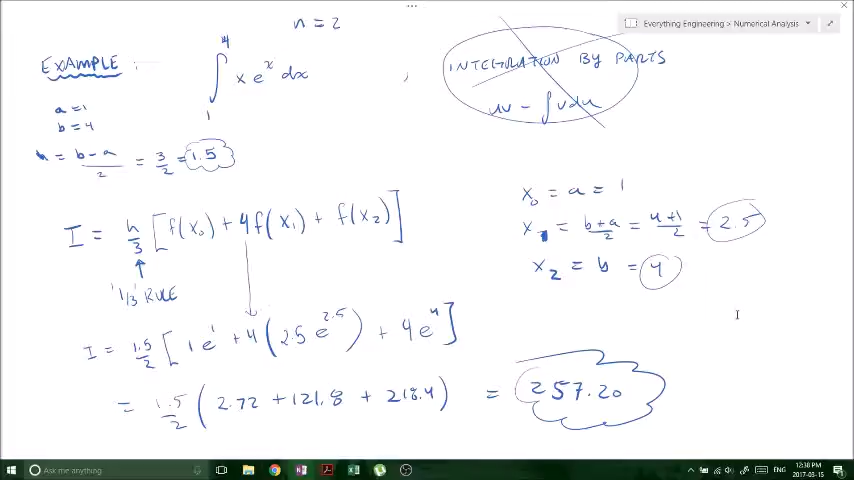 n = 2
Everything Engineering > Numerical Analysis
EXAMPLE :
∫₁⁴ x eˣ dx ,
INTEGRATION BY PARTS
uv - ∫ v du
a = 1
b = 4
h = b-a/2 = 3/2 = 1.5
x₀ = a = 1
x₁ = b+a/2 = 4+1/2 = 2.5
x₂ = b = 4
I = h/3 [f(x₀) + 4f(x₁) + f(x₂)]
'1/3' RULE
I = 1.5/2 [1e¹ + 4(2.5e^2.5) + 4e⁴]
= 1.5/2 (2.72 + 121.8 + 218.4) = 257.20
Ask me anything
ENG
12:38 PM
2017-03-15